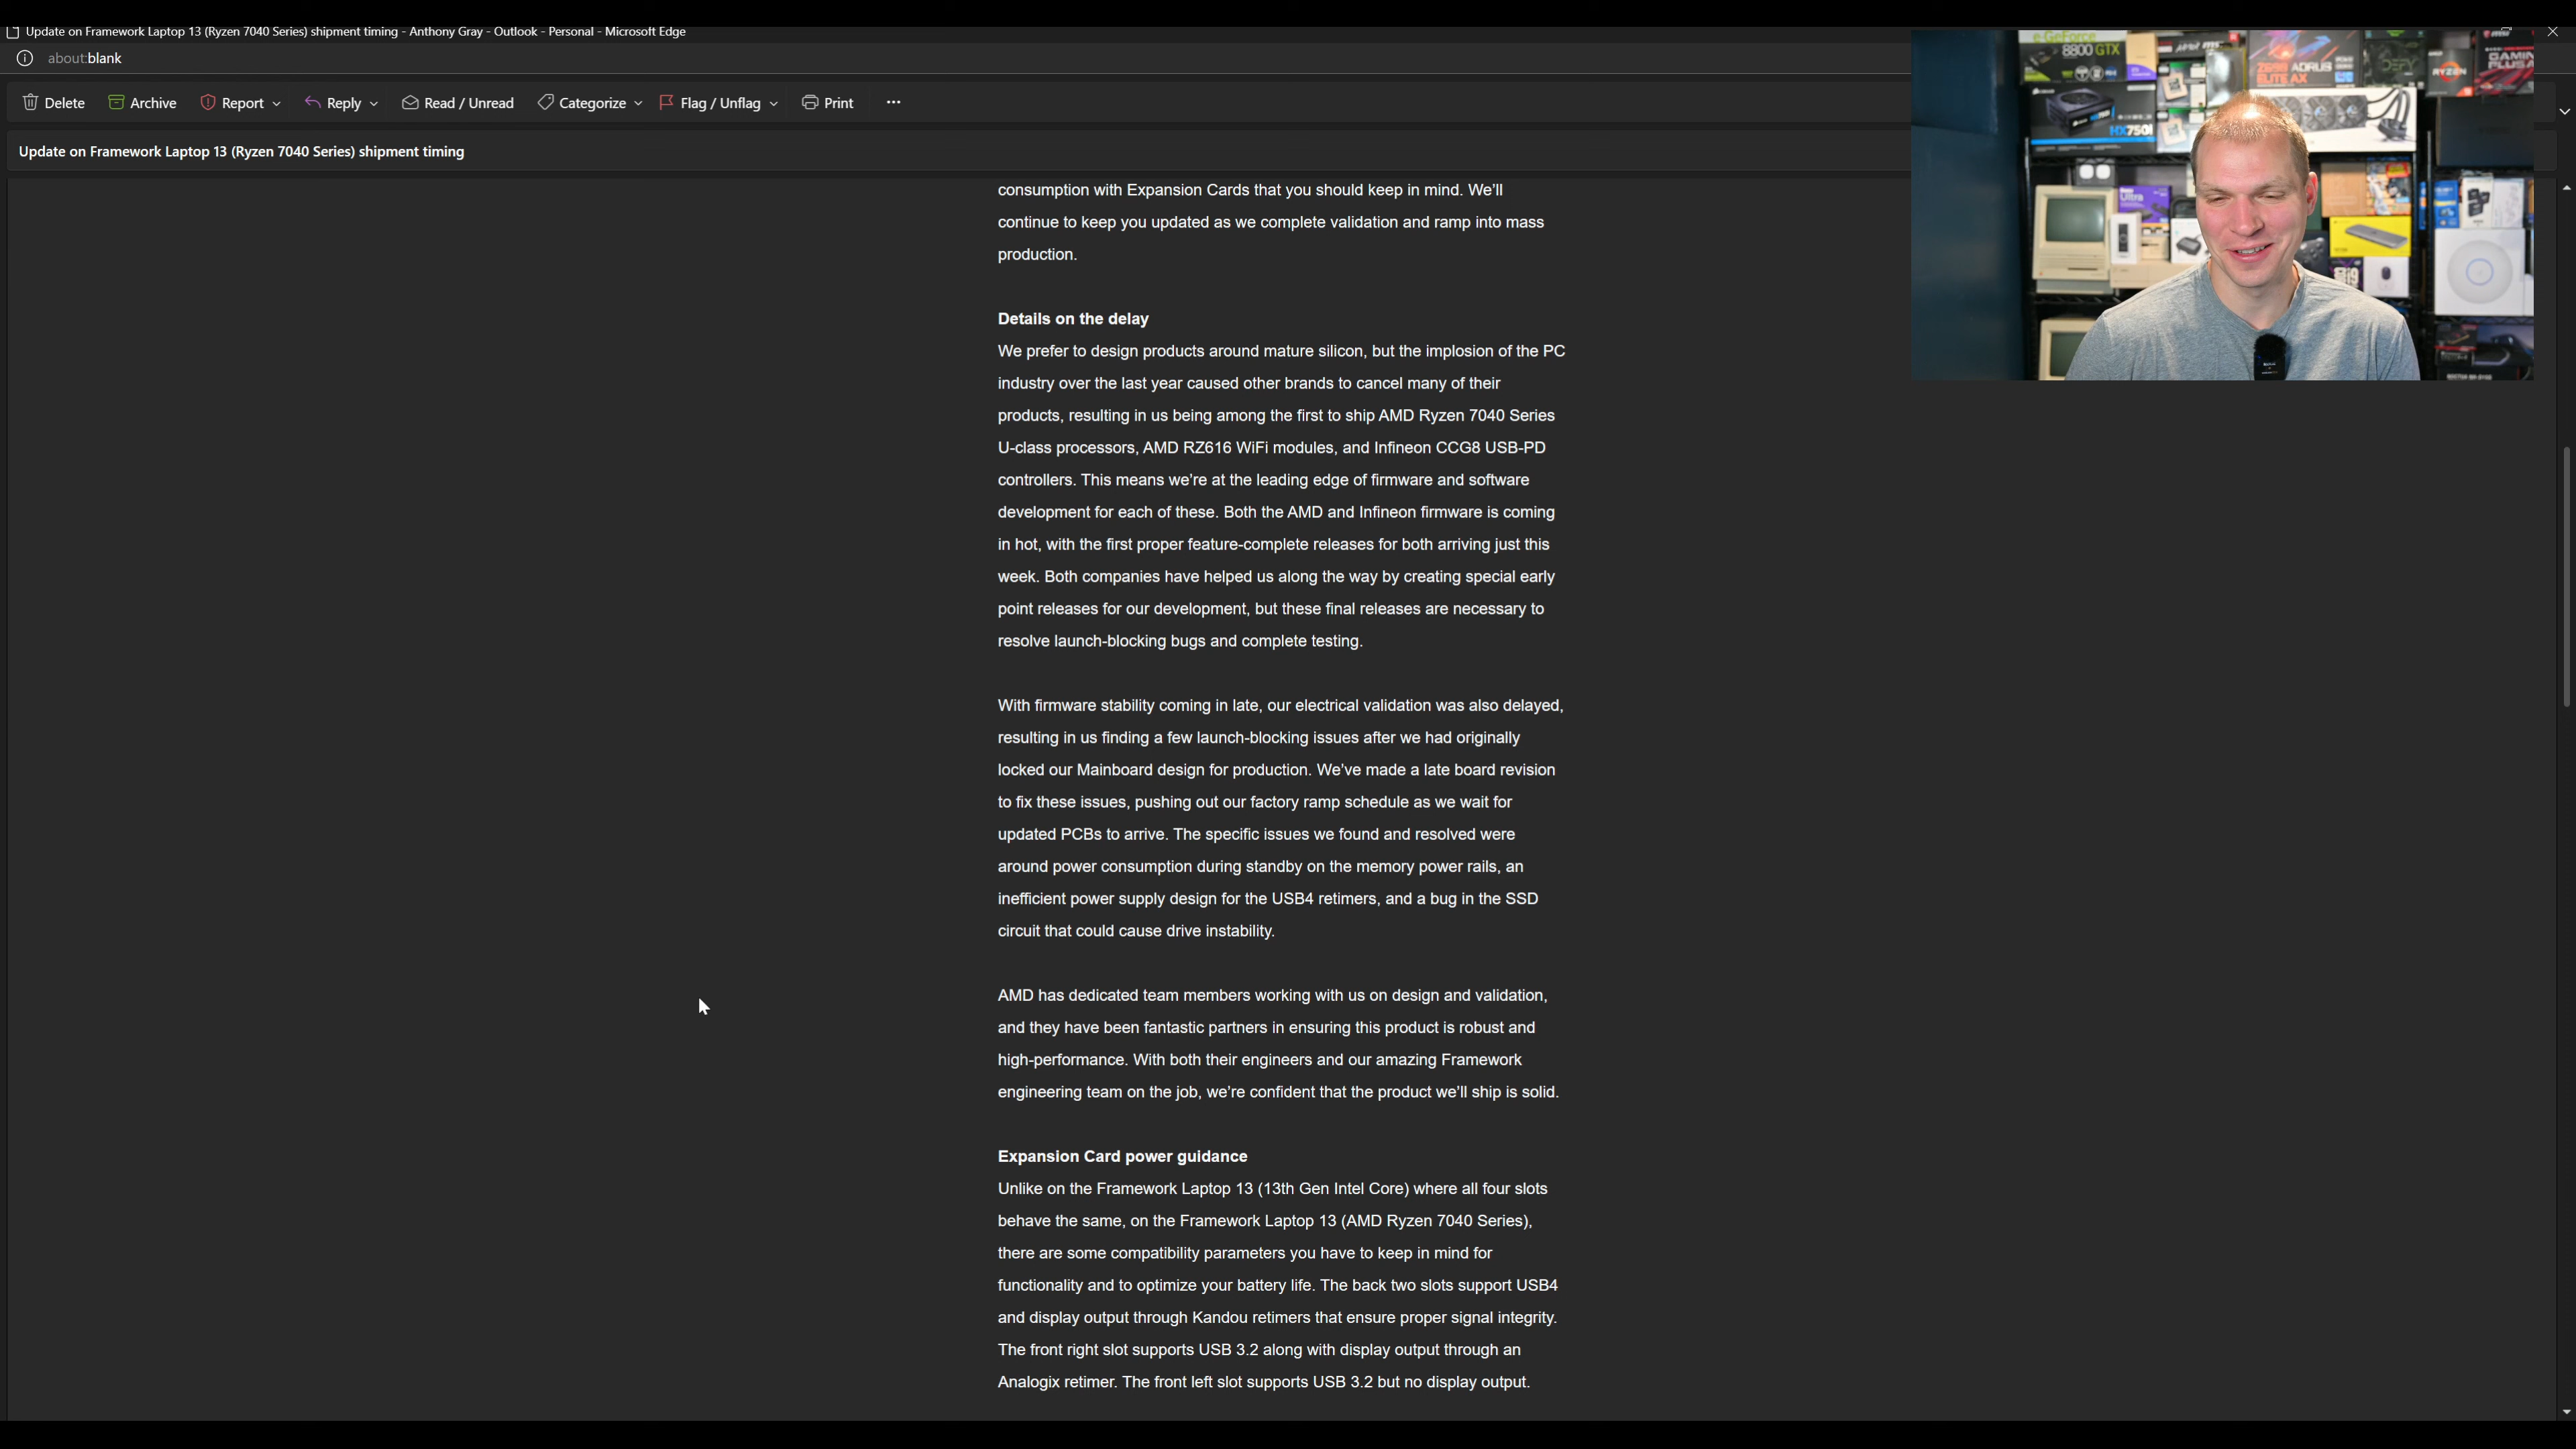 Update on Framework Laptop 13 (Ryzen 7040 Series) shipment timing - Anthony Gray - Outlook - Personal - Microsoft Edge
about:blank
Delete
Archive
Report
Reply
Read / Unread
Categorize
Flag / Unflag
Print
Update on Framework Laptop 13 (Ryzen 7040 Series) shipment timing
e GeForce
8800 GTX
Z690 AORUS
ELITE AX
RYZEN
GAMING
HX750i
Ultra
i9
consumption with Expansion Cards that you should keep in mind. We'll
continue to keep you updated as we complete validation and ramp into mass
production.
Details on the delay
We prefer to design products around mature silicon, but the implosion of the PC
industry over the last year caused other brands to cancel many of their
products, resulting in us being among the first to ship AMD Ryzen 7040 Series
U-class processors, AMD RZ616 WiFi modules, and Infineon CCG8 USB-PD
controllers. This means we're at the leading edge of firmware and software
development for each of these. Both the AMD and Infineon firmware is coming
in hot, with the first proper feature-complete releases for both arriving just this
week. Both companies have helped us along the way by creating special early
point releases for our development, but these final releases are necessary to
resolve launch-blocking bugs and complete testing.
With firmware stability coming in late, our electrical validation was also delayed,
resulting in us finding a few launch-blocking issues after we had originally
locked our Mainboard design for production. We've made a late board revision
to fix these issues, pushing out our factory ramp schedule as we wait for
updated PCBs to arrive. The specific issues we found and resolved were
around power consumption during standby on the memory power rails, an
inefficient power supply design for the USB4 retimers, and a bug in the SSD
circuit that could cause drive instability.
AMD has dedicated team members working with us on design and validation,
and they have been fantastic partners in ensuring this product is robust and
high-performance. With both their engineers and our amazing Framework
engineering team on the job, we're confident that the product we'll ship is solid.
Expansion Card power guidance
Unlike on the Framework Laptop 13 (13th Gen Intel Core) where all four slots
behave the same, on the Framework Laptop 13 (AMD Ryzen 7040 Series),
there are some compatibility parameters you have to keep in mind for
functionality and to optimize your battery life. The back two slots support USB4
and display output through Kandou retimers that ensure proper signal integrity.
The front right slot supports USB 3.2 along with display output through an
Analogix retimer. The front left slot supports USB 3.2 but no display output.